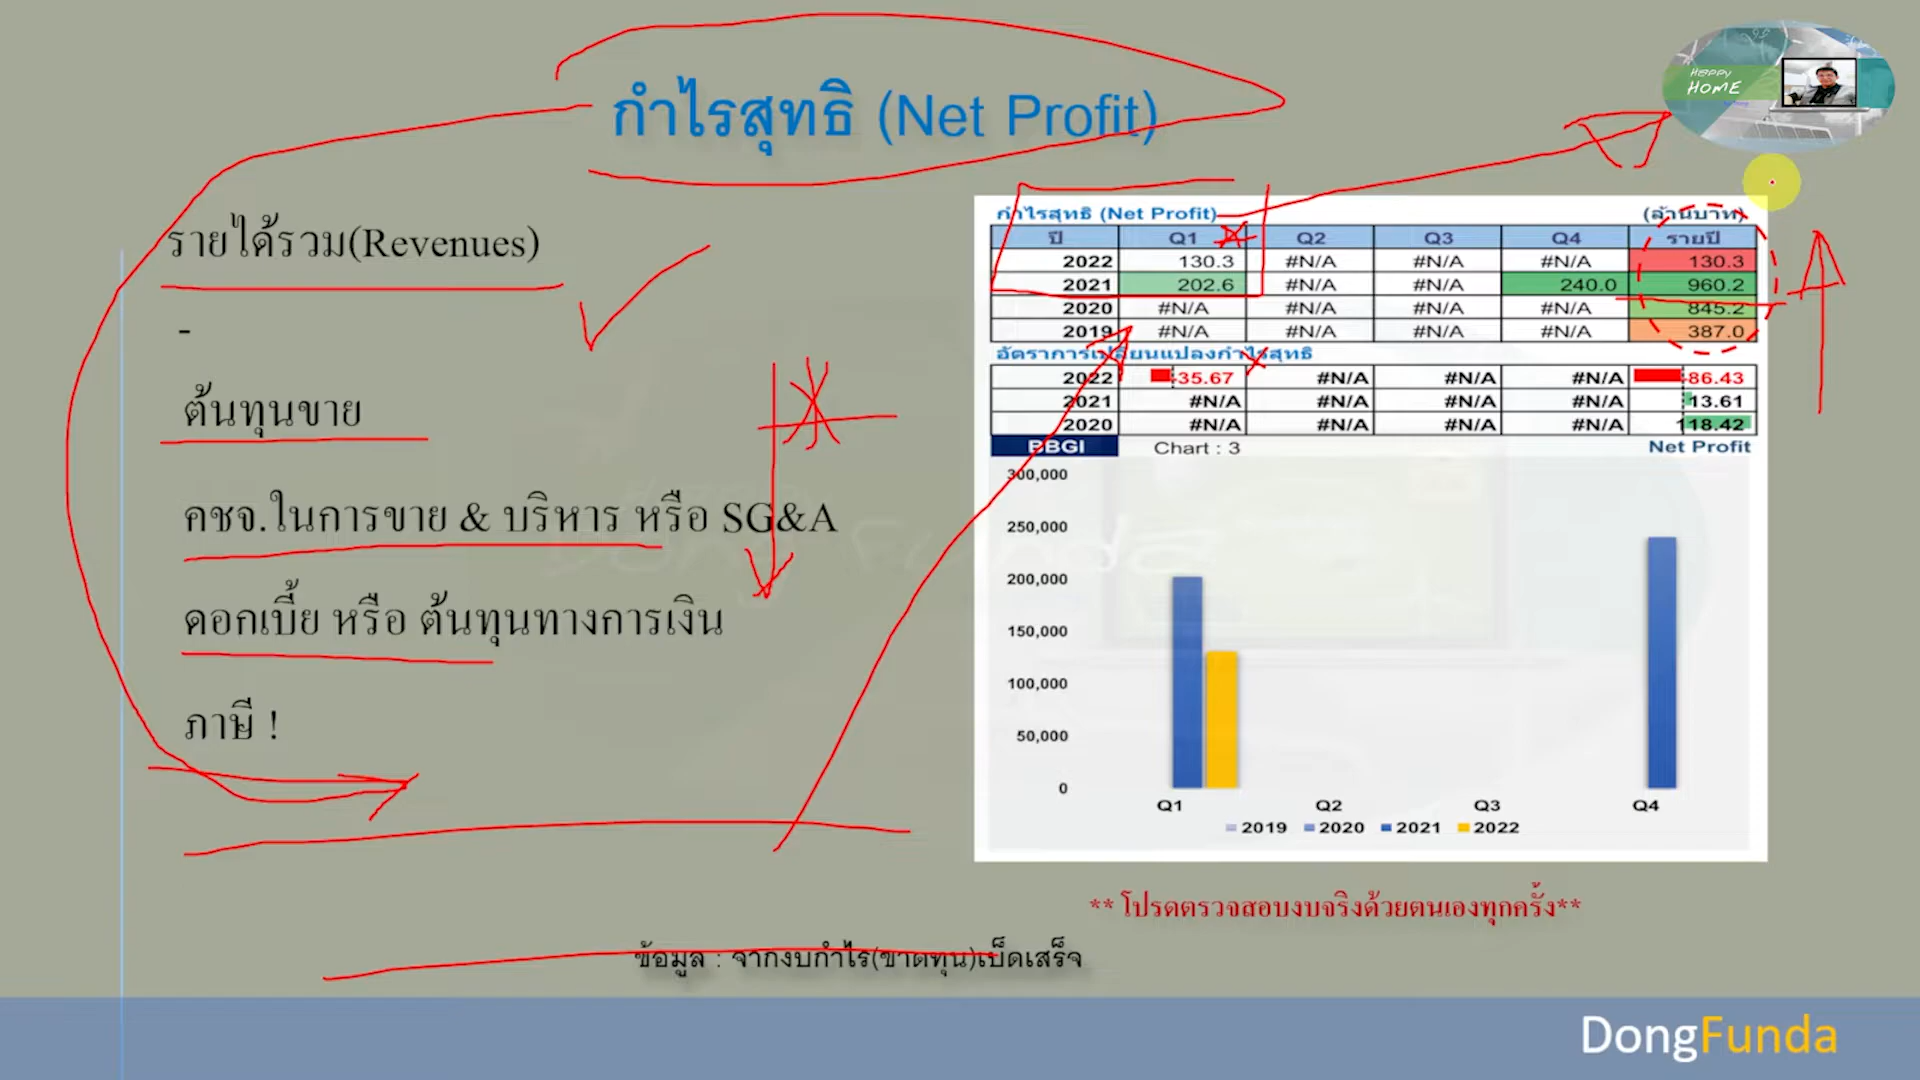 กำไรสุทธิ (Net Profit)
Happy
HOME
รายได้รวม(Revenues)
-
ต้นทุนขาย
คชจ.ในการขาย & บริหาร หรือ SG&A
ดอกเบี้ย หรือ ต้นทุนทางการเงิน
ภาษี !
กำไรสุทธิ (Net Profit) (ล้านบาท)
ปี Q1 Q2 Q3 Q4 รายปี
2022 130.3 #N/A #N/A #N/A 130.3
2021 202.6 #N/A #N/A 240.0 960.2
2020 #N/A #N/A #N/A #N/A 845.2
2019 #N/A #N/A #N/A #N/A 387.0
อัตราการเปลี่ยนแปลงกำไรสุทธิ
2022 -35.67 #N/A #N/A #N/A -86.43
2021 #N/A #N/A #N/A #N/A 13.61
2020 #N/A #N/A #N/A #N/A 118.42
BBGI Chart : 3 Net Profit
300,000
250,000
200,000
150,000
100,000
50,000
0
Q1 Q2 Q3 Q4
2019 2020 2021 2022
** โปรดตรวจสอบงบจริงด้วยตนเองทุกครั้ง**
ข้อมูล : จากงบกำไร(ขาดทุน)เบ็ดเสร็จ
DongFunda